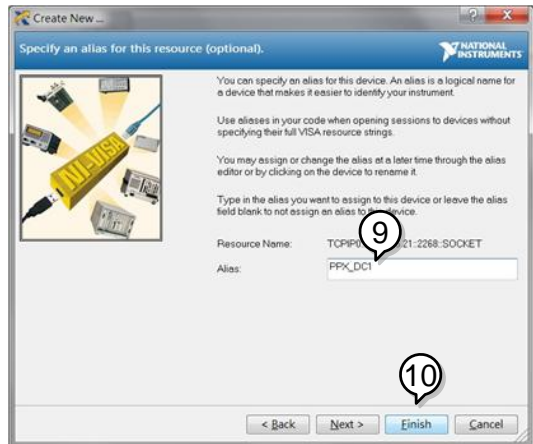 Create New ...
Specify an alias for this resource (optional).
NATIONAL
INSTRUMENTS
You can specify an alias for this device. An alias is a logical name for
a device that makes it easier to identify your instrument.
Use aliases in your code when opening sessions to devices without
specifying their full VISA resource strings.
You may assign or change the alias at a later time through the alias
editor or by clicking on the device to rename it.
Type in the alias you want to assign to this device or leave the alias
field blank to not assign an alias to this device.
NI-VISA
9
Resource Name: 21::2268::SOCKET
Alias: PPX_DC1
10
< Back Next > Finish Cancel